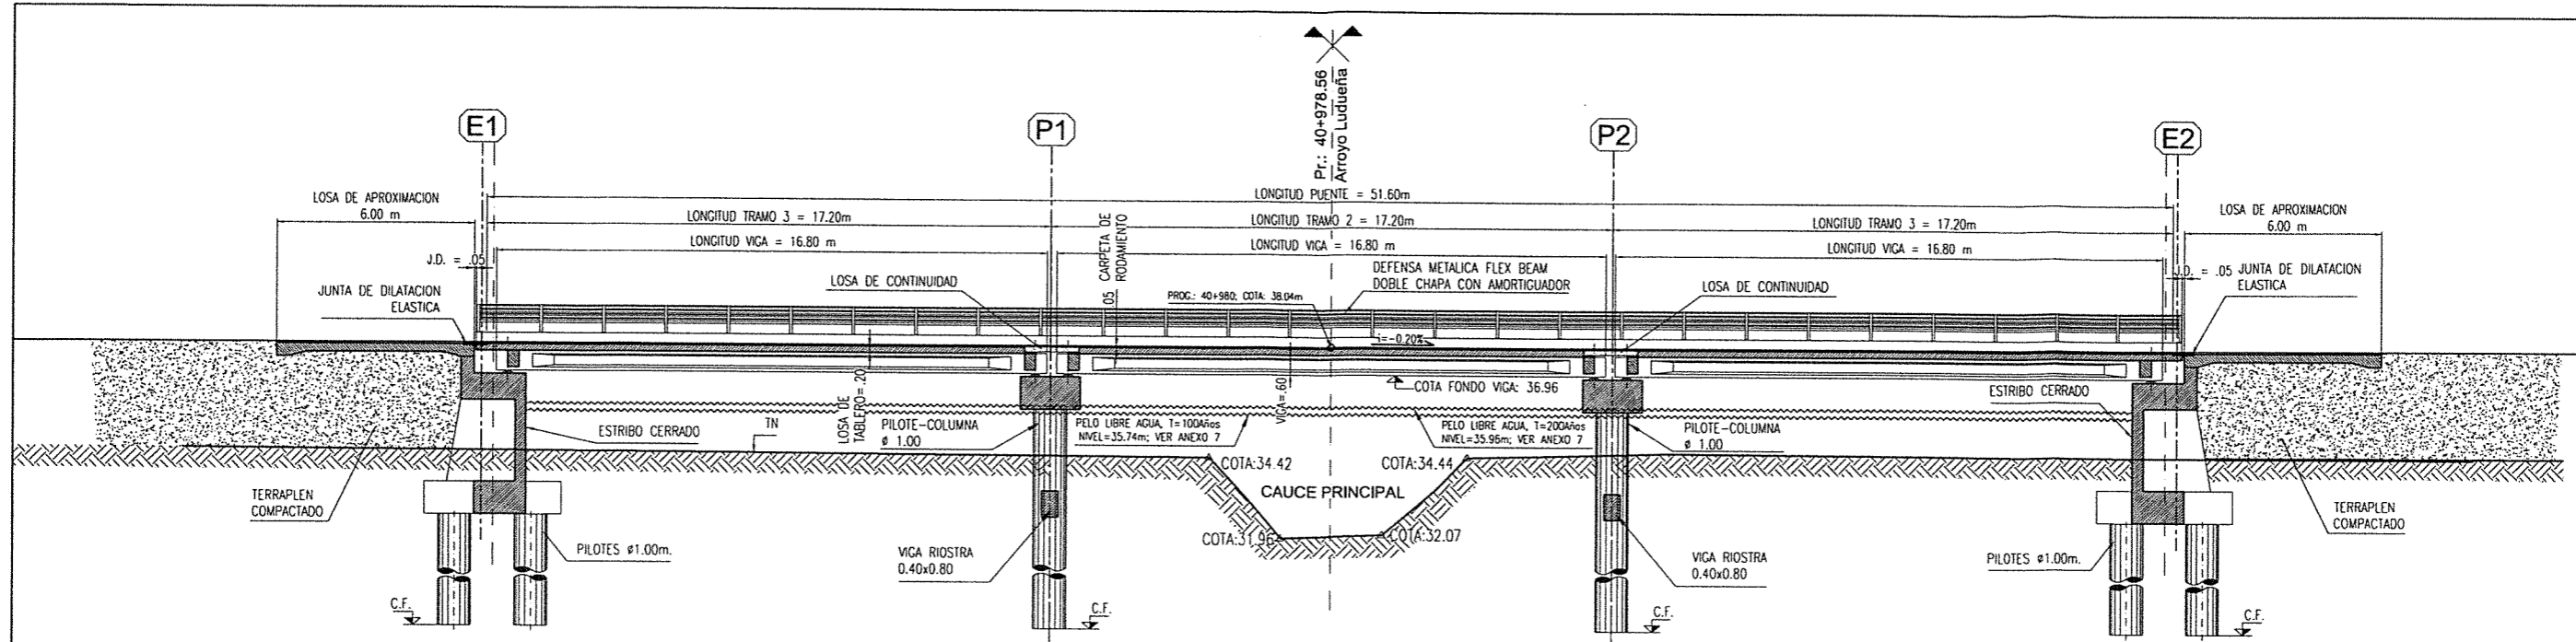 Pr.: 40+978.56
Arroyo Ludueña
E1
P1
P2
E2
LONGITUD PUENTE = 51.60m
LOSA DE APROXIMACION
6.00 m
LONGITUD TRAMO 3 = 17.20m
LONGITUD TRAMO 2 = 17.20m
LONGITUD TRAMO 3 = 17.20m
LOSA DE APROXIMACION
6.00 m
LONGITUD VIGA = 16.80 m
LONGITUD VIGA = 16.80 m
LONGITUD VIGA = 16.80 m
.05 CARPETA DE
RODAMIENTO
J.D. = .05
J.D. = .05
JUNTA DE DILATACION
ELASTICA
LOSA DE CONTINUIDAD
PROG.: 40+980; COTA: 38.04m
DEFENSA METALICA FLEX BEAM
DOBLE CHAPA CON AMORTIGUADOR
LOSA DE CONTINUIDAD
JUNTA DE DILATACION
ELASTICA
i=-0.20%
COTA FONDO VIGA: 36.96
LOSA DE
TABLERO=.20
VIGA=.60
ESTRIBO CERRADO
TN
PILOTE-COLUMNA
ø 1.00
PELO LIBRE AGUA, T=100Años
NIVEL=35.74m; VER ANEXO 7
PELO LIBRE AGUA, T=200Años
NIVEL=35.96m; VER ANEXO 7
PILOTE-COLUMNA
ø 1.00
ESTRIBO CERRADO
COTA:34.42
COTA:34.44
CAUCE PRINCIPAL
TERRAPLEN
COMPACTADO
COTA:31.96
COTA:32.07
TERRAPLEN
COMPACTADO
PILOTES ø1.00m.
VIGA RIOSTRA
0.40x0.80
VIGA RIOSTRA
0.40x0.80
PILOTES ø1.00m.
C.F.
C.F.
C.F.
C.F.